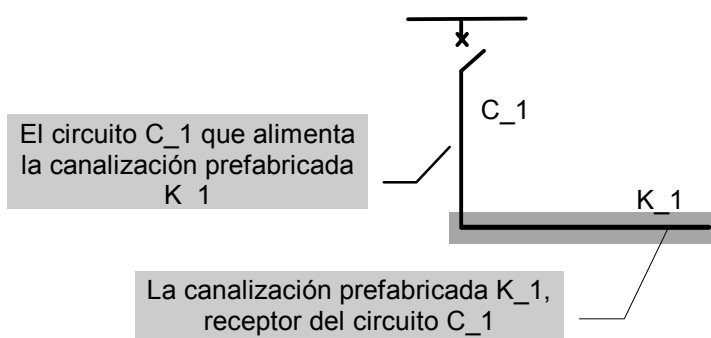 C_1
El circuito C_1 que alimenta
la canalización prefabricada
K_1
K_1
La canalización prefabricada K_1,
receptor del circuito C_1